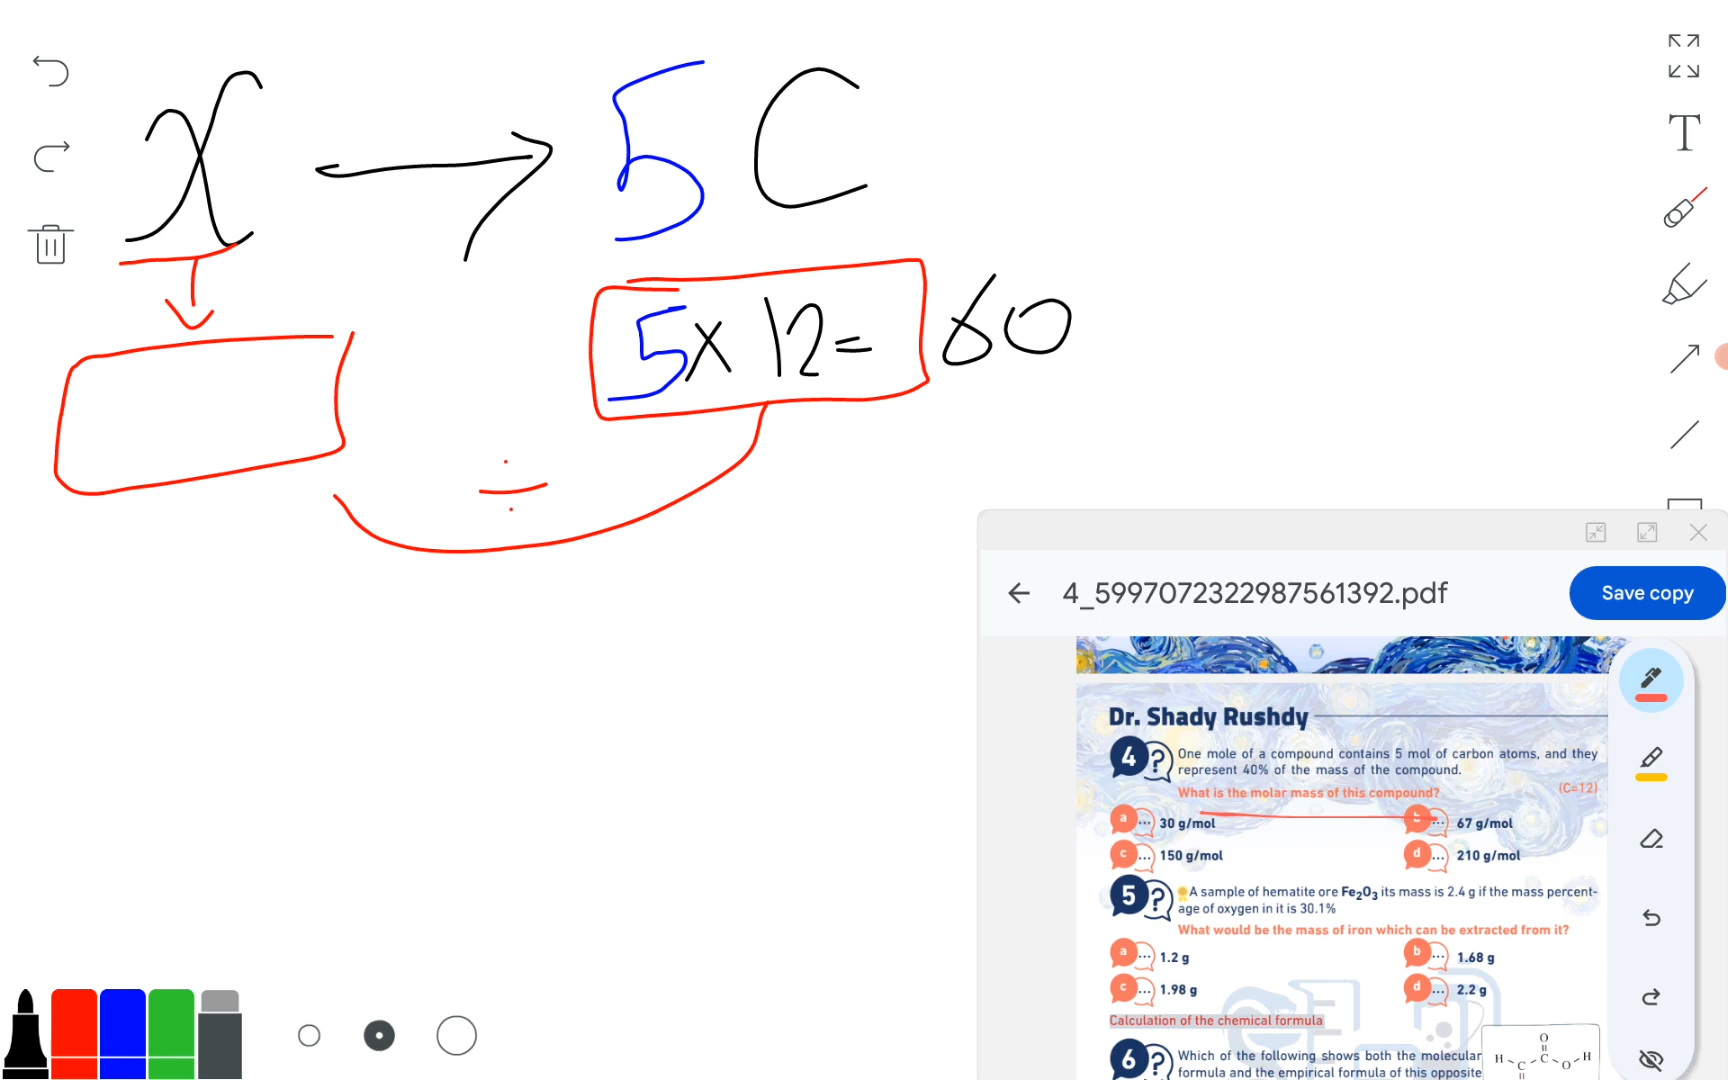 X → 5 C
5 x 12 = 60
÷
T
4_5997072322987561392.pdf
Save copy
Dr. Shady Rushdy
4 ? One mole of a compound contains 5 mol of carbon atoms, and they
represent 40% of the mass of the compound.
What is the molar mass of this compound? (C=12)
a ... 30 g/mol b ... 67 g/mol
c ... 150 g/mol d ... 210 g/mol
5 ? A sample of hematite ore Fe₂O₃ its mass is 2.4 g if the mass percent-
age of oxygen in it is 30.1%
What would be the mass of iron which can be extracted from it?
a ... 1.2 g b ... 1.68 g
c ... 1.98 g d ... 2.2 g
Calculation of the chemical formula
6 ? Which of the following shows both the molecular
formula and the empirical formula of this opposite
O
H C C O H